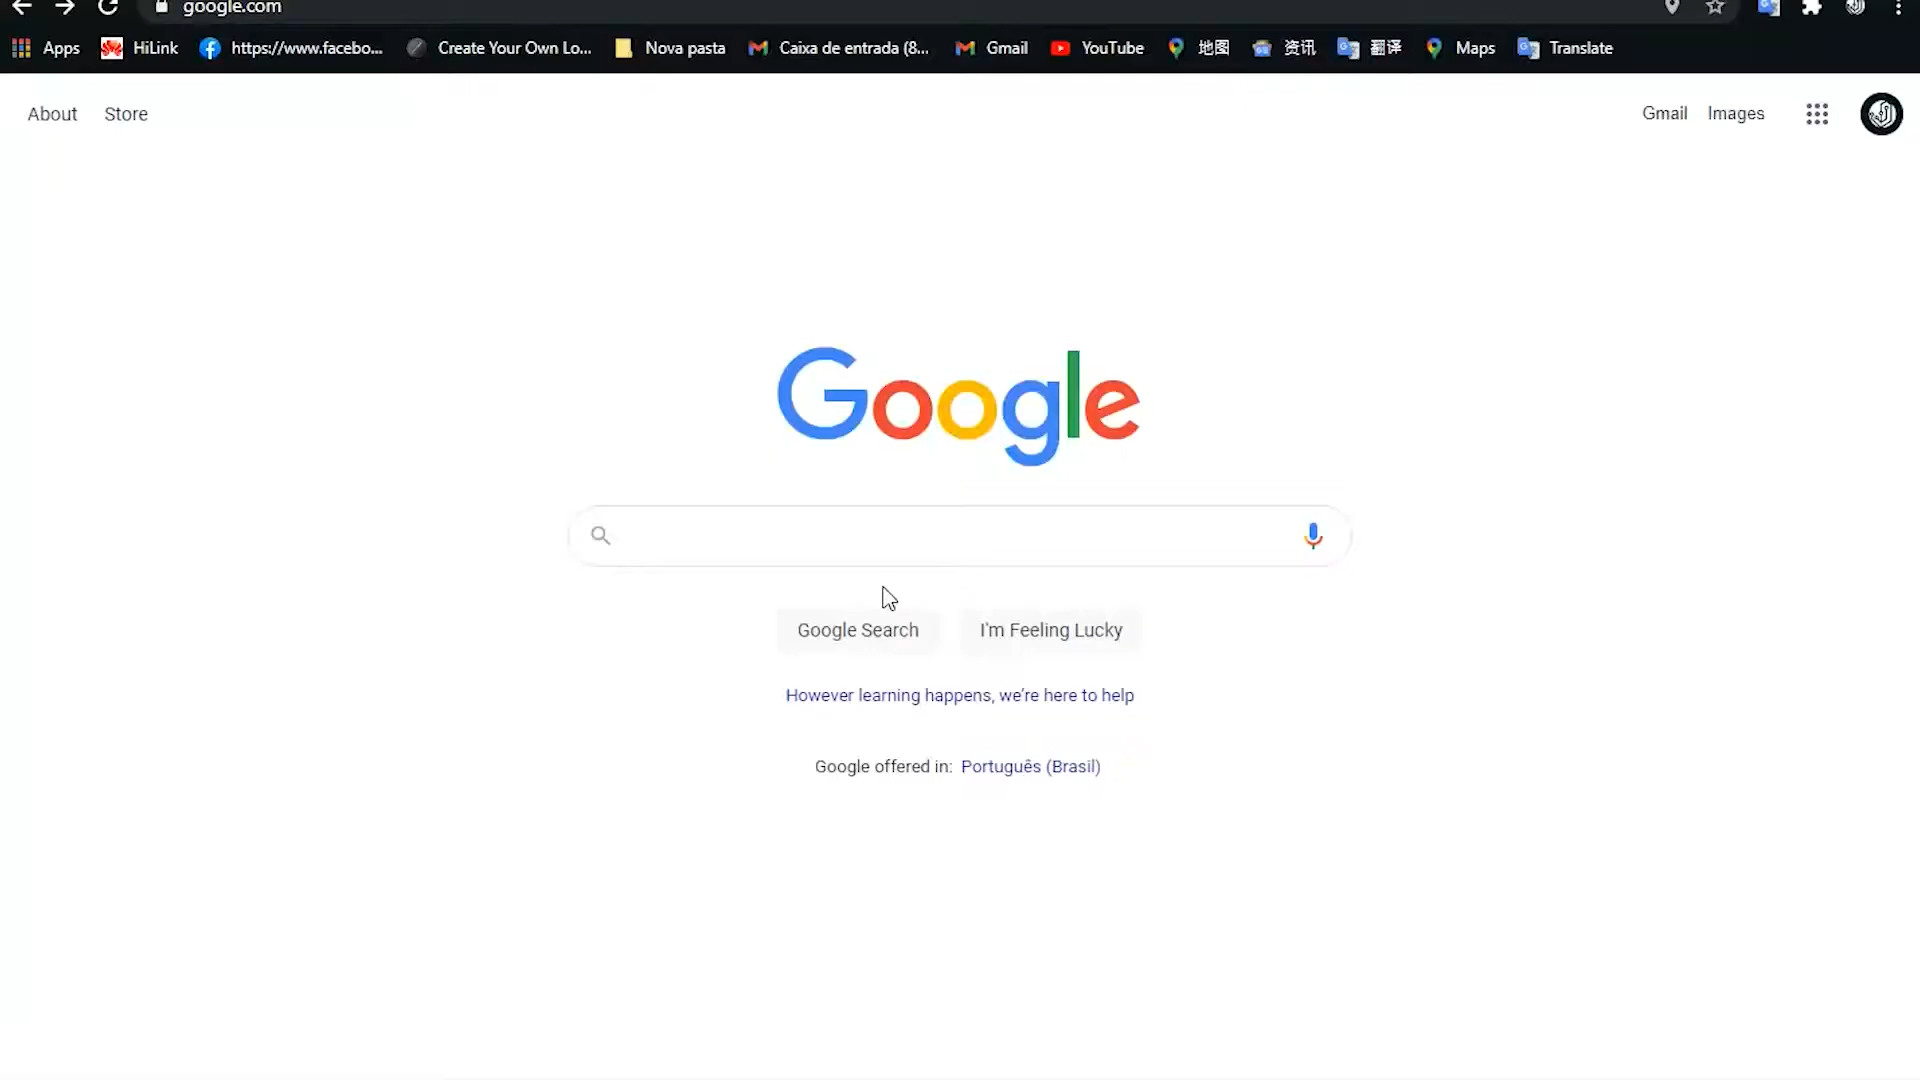 google.com
Apps HiLink https://www.facebo... Create Your Own Lo... Nova pasta Caixa de entrada (8... Gmail YouTube 地图 资讯 翻译 Maps Translate
About Store Gmail Images
Google
Google Search I'm Feeling Lucky
However learning happens, we're here to help
Google offered in: Português (Brasil)